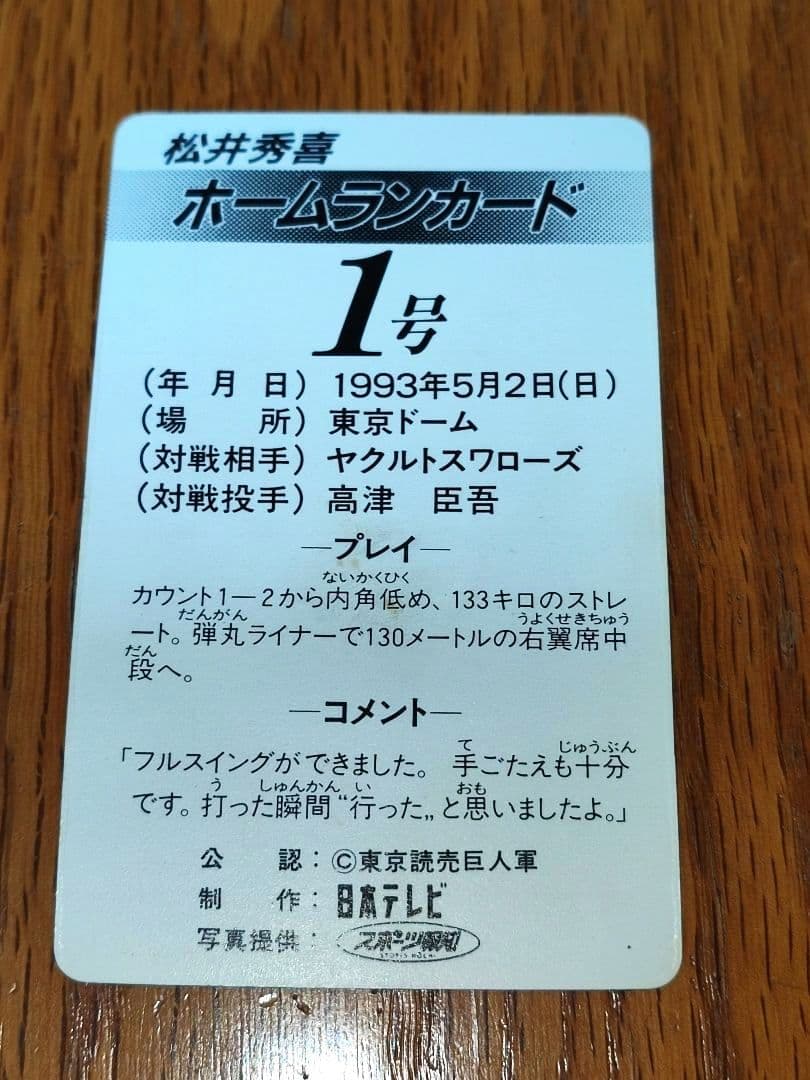 松井秀喜
ホームランカード
1号
(年月日) 1993年5月2日(日)
(場所) 東京ドーム
(対戦相手) ヤクルトスワローズ
(対戦投手) 高津 臣吾
―プレイ―
ないかくひく
カウント1―2から内角低め、133キロのストレ
だんがん うよくせきちゅう
ート。弾丸ライナーで130メートルの右翼席中
だん
段へ。
―コメント―
て じゅうぶん
「フルスイングができました。 手ごたえも十分
う しゅんかん い おも
です。打った瞬間“行った„と思いましたよ。」
公認:©東京読売巨人軍
制作:日本テレビ
写真提供:スポーツ報知